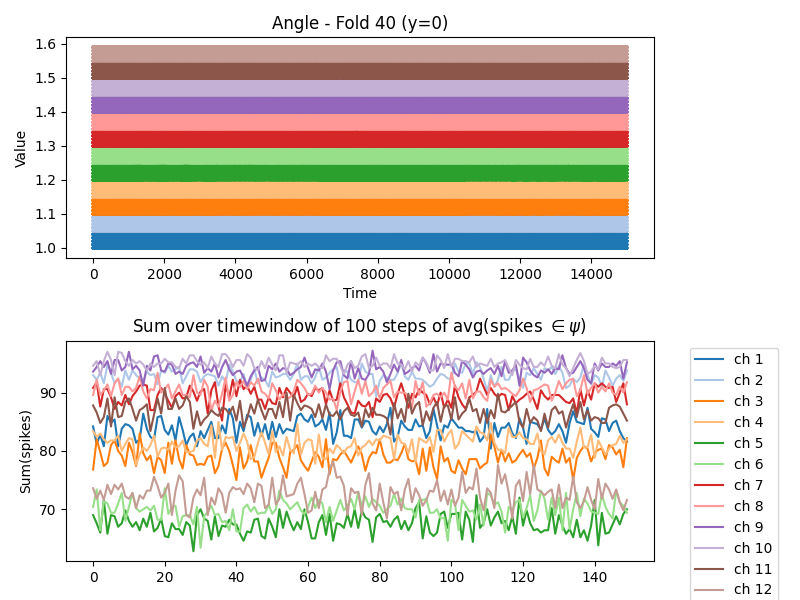 Angle - Fold 40 (y=0)
1.6
1.5
1.4
1.3
1.2
1.1
1.0
Value
0 2000 4000 6000 8000 10000 12000 14000
Time
Sum over timewindow of 100 steps of avg(spikes ∈ ψ)
90
80
70
Sum(spikes)
0 20 40 60 80 100 120 140
ch 1
ch 2
ch 3
ch 4
ch 5
ch 6
ch 7
ch 8
ch 9
ch 10
ch 11
ch 12